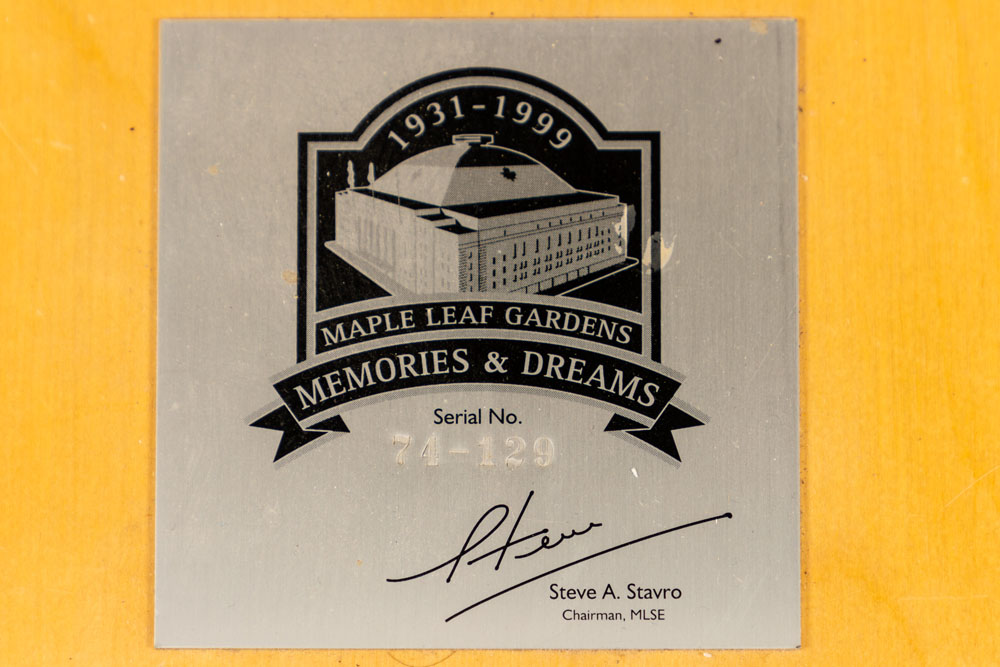 1931-1999
MAPLE LEAF GARDENS
MEMORIES & DREAMS
Serial No.
74-129
Steve
Steve A. Stavro
Chairman, MLSE